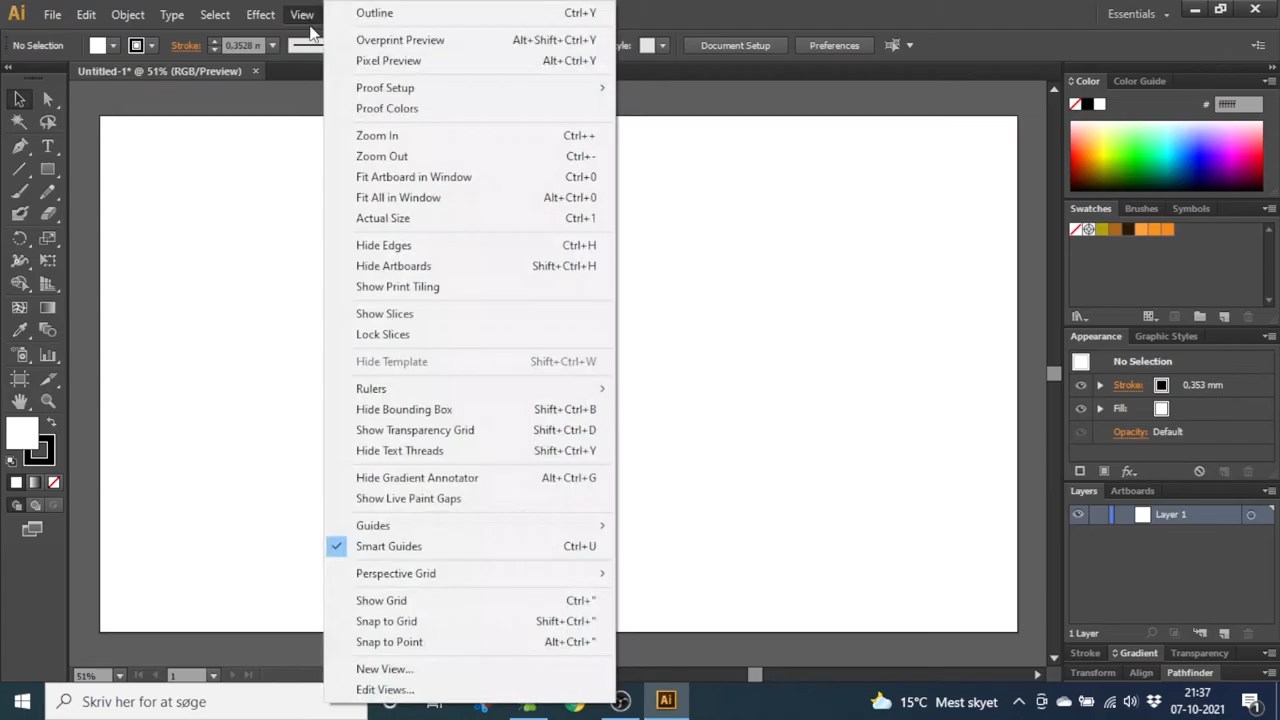 Ai File Edit Object Type Select Effect View Essentials
No Selection Stroke: 0,3528 m Document Setup Preferences
Untitled-1* @ 51% (RGB/Preview)
Outline Ctrl+Y
Overprint Preview Alt+Shift+Ctrl+Y
Pixel Preview Alt+Ctrl+Y
Proof Setup
Proof Colors
Zoom In Ctrl++
Zoom Out Ctrl+-
Fit Artboard in Window Ctrl+0
Fit All in Window Alt+Ctrl+0
Actual Size Ctrl+1
Hide Edges Ctrl+H
Hide Artboards Shift+Ctrl+H
Show Print Tiling
Show Slices
Lock Slices
Hide Template Shift+Ctrl+W
Rulers
Hide Bounding Box Shift+Ctrl+B
Show Transparency Grid Shift+Ctrl+D
Hide Text Threads Shift+Ctrl+Y
Hide Gradient Annotator Alt+Ctrl+G
Show Live Paint Gaps
Guides
Smart Guides Ctrl+U
Perspective Grid
Show Grid Ctrl+"
Snap to Grid Shift+Ctrl+"
Snap to Point Alt+Ctrl+"
New View...
Edit Views...
Color Color Guide
# ffffff
Swatches Brushes Symbols
Appearance Graphic Styles
No Selection
Stroke: 0,353 mm
Fill:
Opacity: Default
Layers Artboards
Layer 1
1 Layer
Stroke Gradient Transparency
Transform Align Pathfinder
51% 1
Skriv her for at søge
Ai
15°C Mest skyet
21:37
07-10-2021